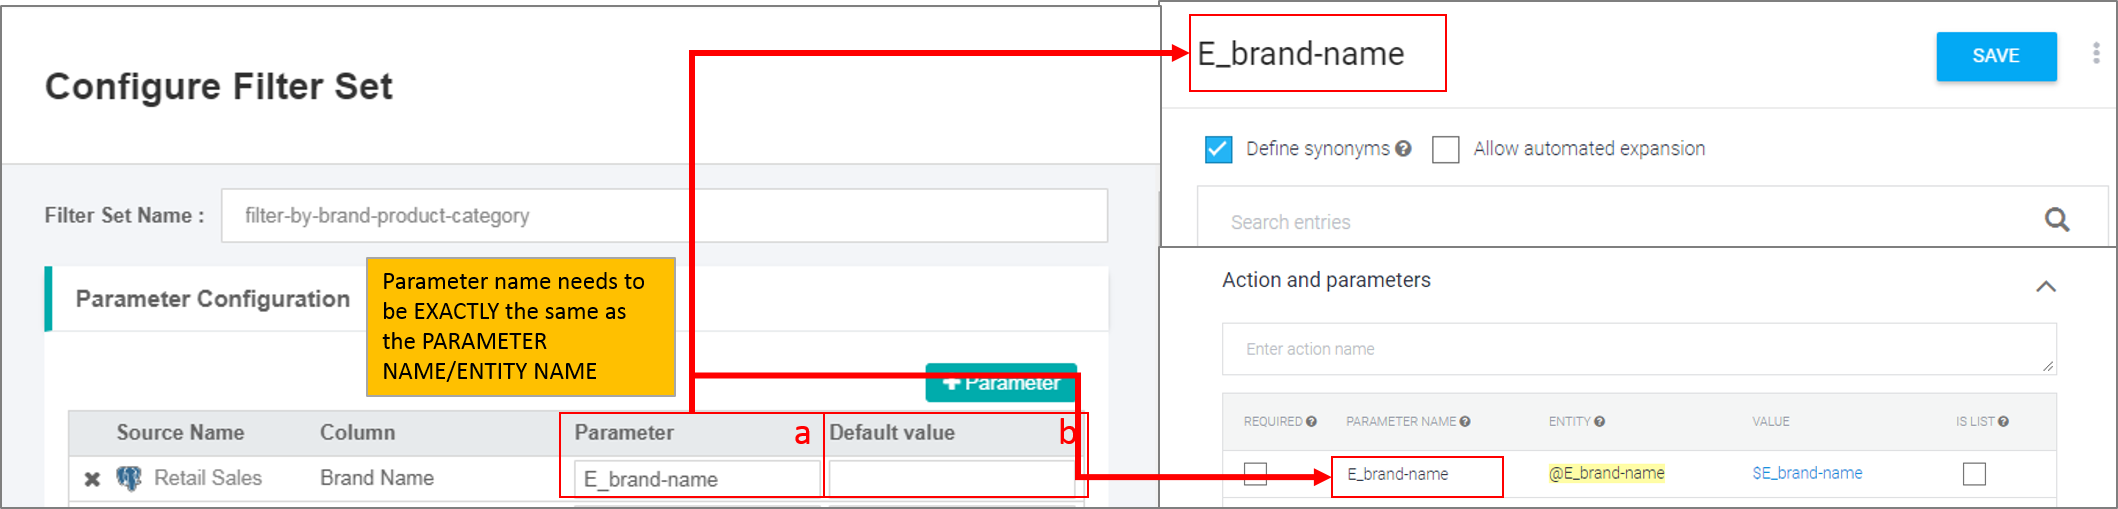 Configure Filter Set
Filter Set Name :
filter-by-brand-product-category
Parameter Configuration
Parameter name needs to
be EXACTLY the same as
the PARAMETER
NAME/ENTITY NAME
+ Parameter
Source Name Column Parameter a Default value b
Retail Sales Brand Name E_brand-name
E_brand-name
SAVE
Define synonyms Allow automated expansion
Search entries
Action and parameters
Enter action name
REQUIRED PARAMETER NAME ENTITY VALUE IS LIST
E_brand-name @E_brand-name $E_brand-name